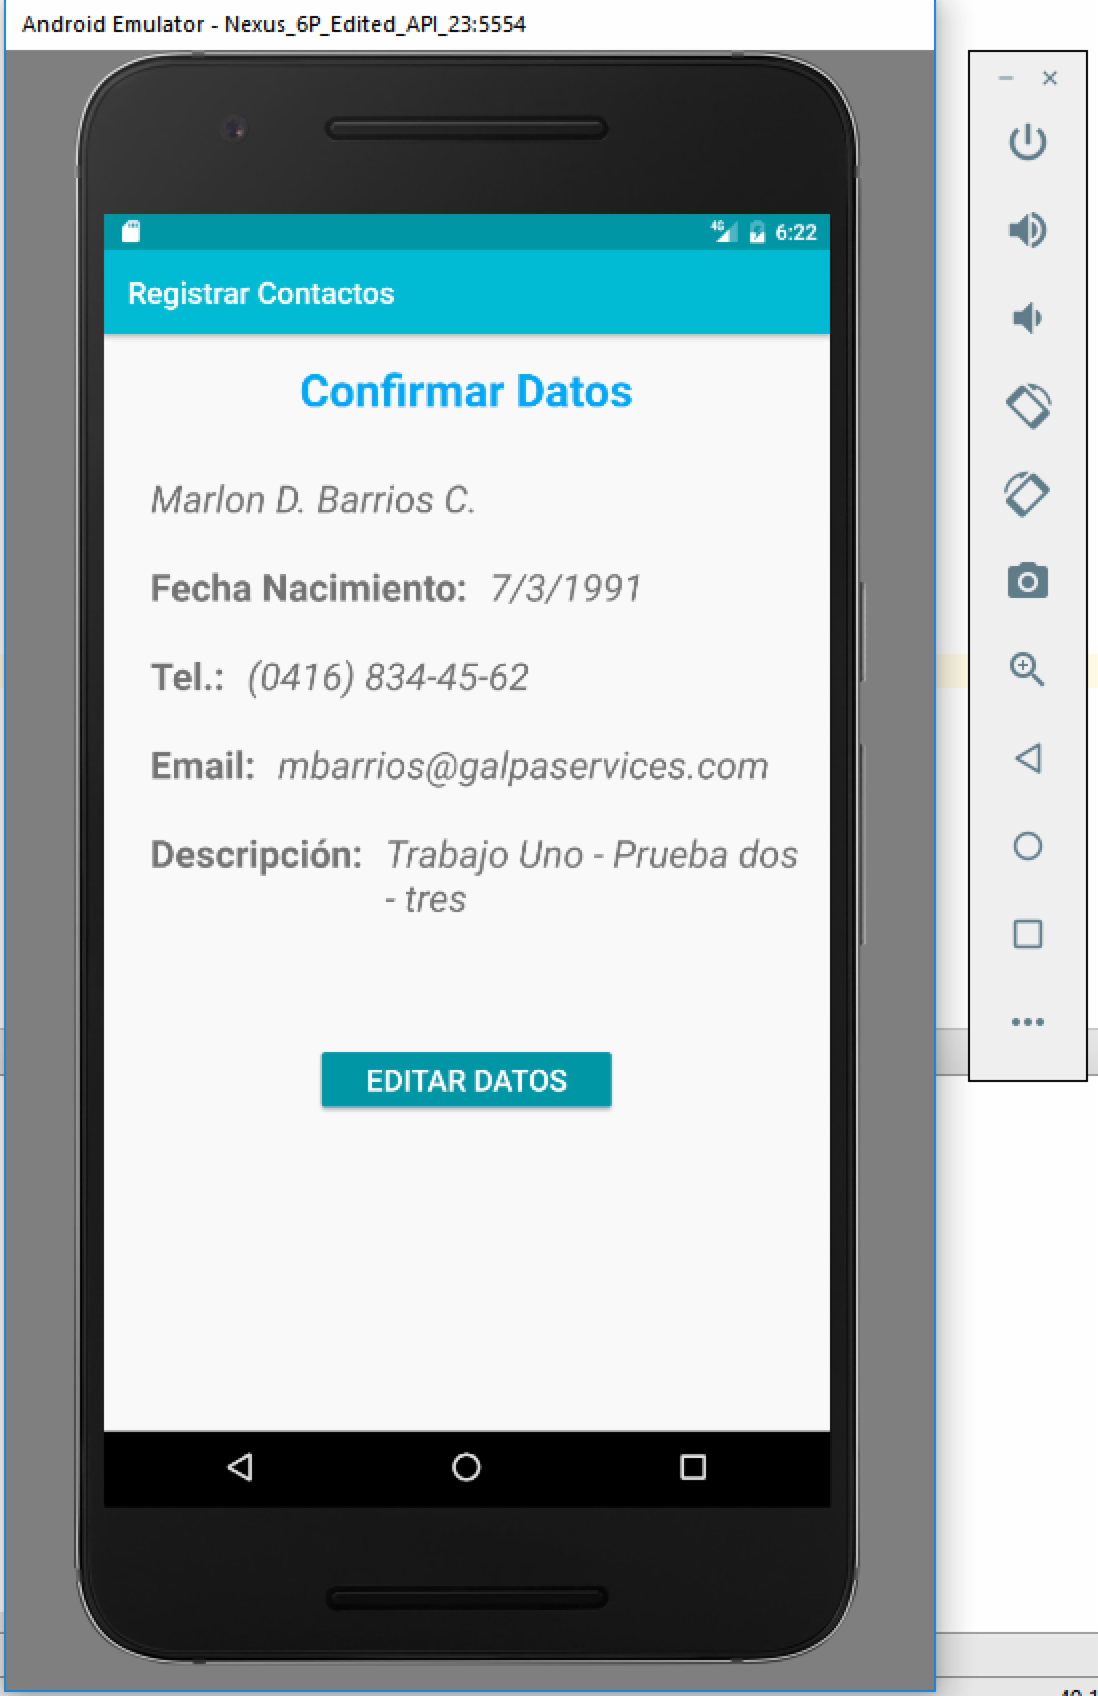 Android Emulator - Nexus_6P_Edited_API_23:5554
4G 6:22
Registrar Contactos
Confirmar Datos
Marlon D. Barrios C.
Fecha Nacimiento: 7/3/1991
Tel.: (0416) 834-45-62
Email: mbarrios@galpaservices.com
Descripción: Trabajo Uno - Prueba dos
- tres
EDITAR DATOS